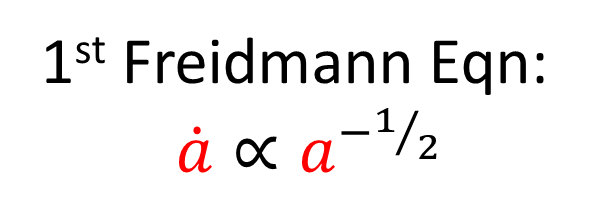 1st Freidmann Eqn:
ȧ ∝ a^−1/2